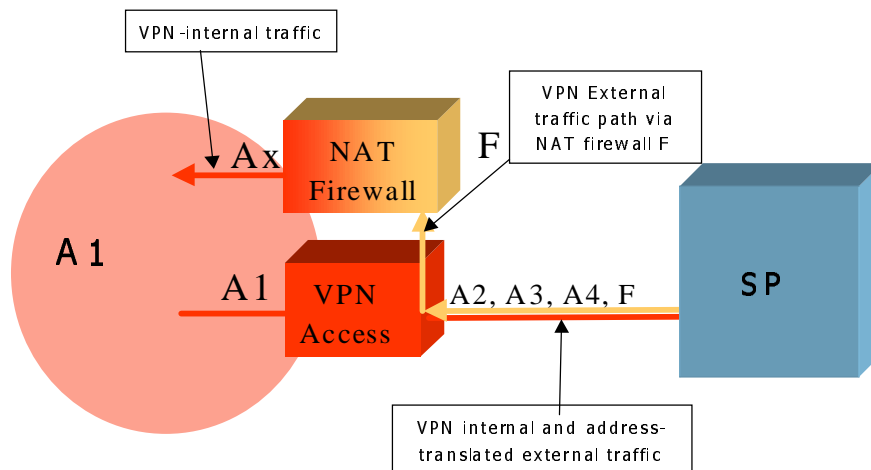 VPN-internal traffic
VPN External
traffic path via
NAT firewall F
Ax
NAT
Firewall
F
A1
A1
VPN
Access
A2, A3, A4, F
SP
VPN internal and address-
translated external traffic